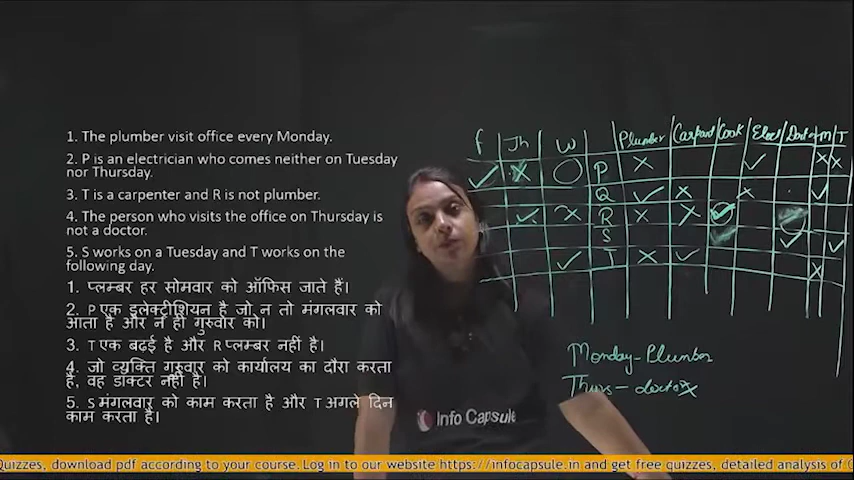 1. The plumber visit office every Monday.
2. P is an electrician who comes neither on Tuesday
nor Thursday.
3. T is a carpenter and R is not plumber.
4. The person who visits the office on Thursday is
not a doctor.
5. S works on a Tuesday and T works on the
following day.
1. प्लम्बर हर सोमवार को ऑफिस जाते हैं।
2. P एक इलेक्ट्रीशियन है जो न तो मंगलवार को
आता है और न ही गुरुवार को।
3. T एक बढ़ई है और R प्लम्बर नहीं है।
4. जो व्यक्ति गुरुवार को कार्यालय का दौरा करता
है, वह डॉक्टर नहीं है।
5. S मंगलवार को काम करता है और T अगले दिन
काम करता है।
f Th W Plumber Cook M T
P
Q
R
S
T
Monday-Plumber
Thurs - doctor
Info Capsule
Quizzes, download pdf according to your course. Log in to our website https://infocapsule.in and get free quizzes, detailed analysis of